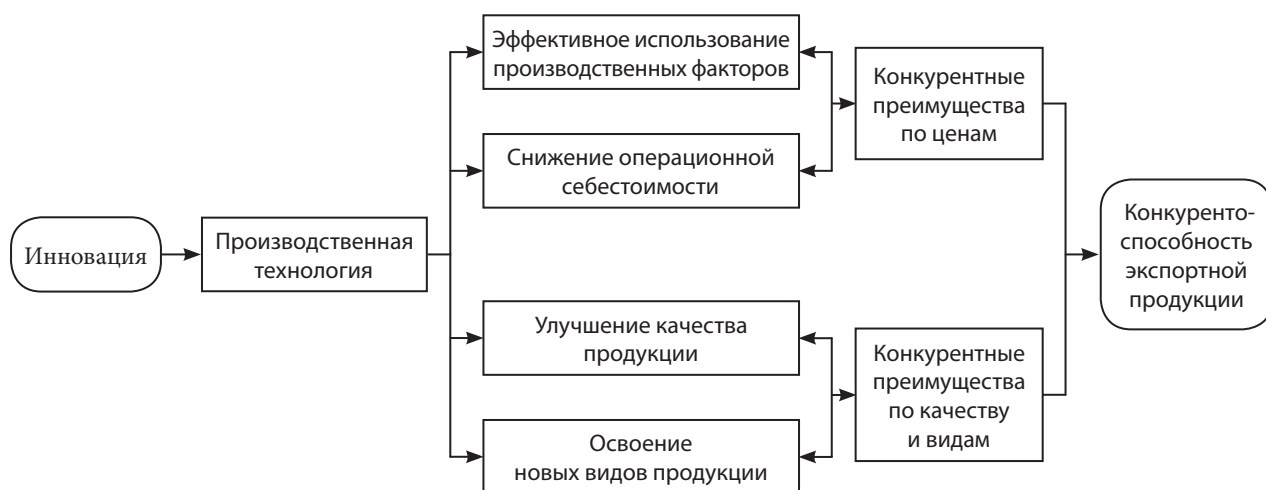 Эффективное использование
производственных факторов
Конкурентные
преимущества
по ценам
Снижение операционной
себестоимости
Инновация
Производственная
технология
Конкуренто-
способность
экспортной
продукции
Улучшение качества
продукции
Конкурентные
преимущества
по качеству
и видам
Освоение
новых видов продукции